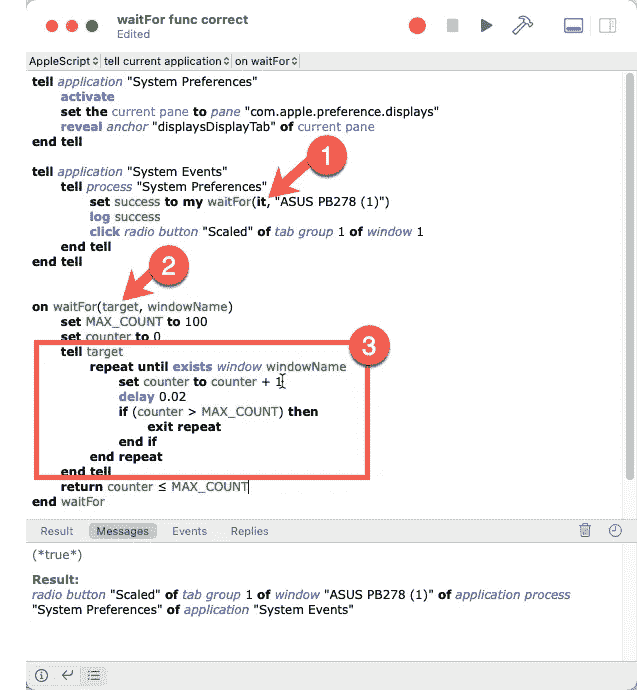 waitFor func correct
Edited
AppleScript tell current application on waitFor
tell application "System Preferences"
activate
set the current pane to pane "com.apple.preference.displays"
reveal anchor "displaysDisplayTab" of current pane
end tell
1
tell application "System Events"
tell process "System Preferences"
set success to my waitFor(it, "ASUS PB278 (1)")
log success
click radio button "Scaled" of tab group 1 of window 1
end tell
end tell
2
on waitFor(target, windowName)
set MAX_COUNT to 100
set counter to 0
3
tell target
repeat until exists window windowName
set counter to counter + 1
delay 0.02
if (counter > MAX_COUNT) then
exit repeat
end if
end repeat
end tell
return counter ≤ MAX_COUNT
end waitFor
Result Messages Events Replies
(*true*)
Result:
radio button "Scaled" of tab group 1 of window "ASUS PB278 (1)" of application process
"System Preferences" of application "System Events"